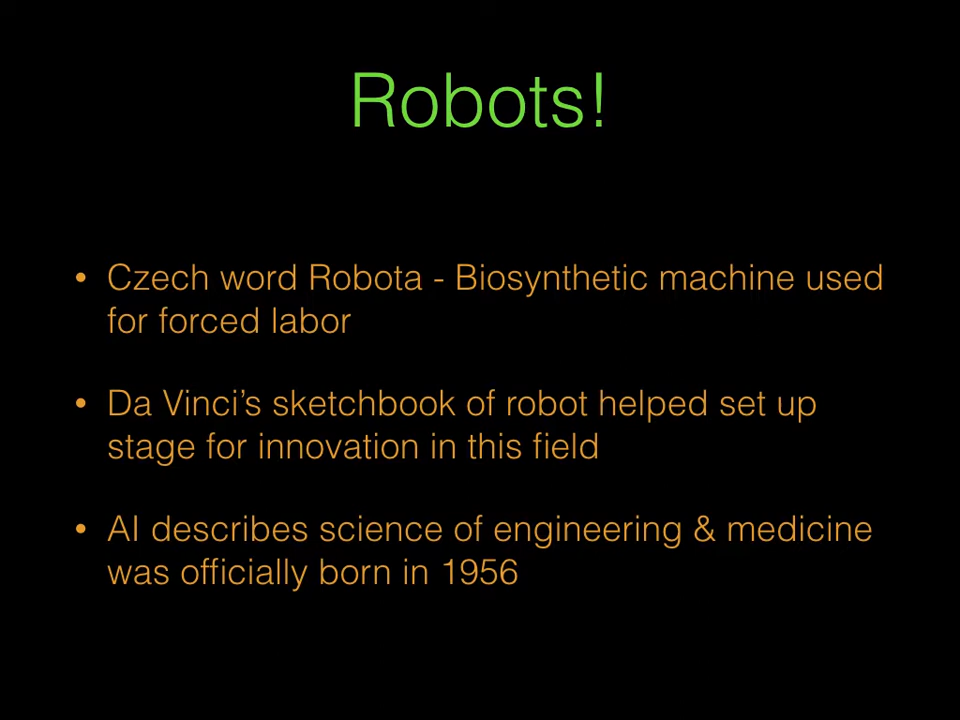 Robots!
• Czech word Robota - Biosynthetic machine used
for forced labor
• Da Vinci’s sketchbook of robot helped set up
stage for innovation in this field
• AI describes science of engineering & medicine
was officially born in 1956